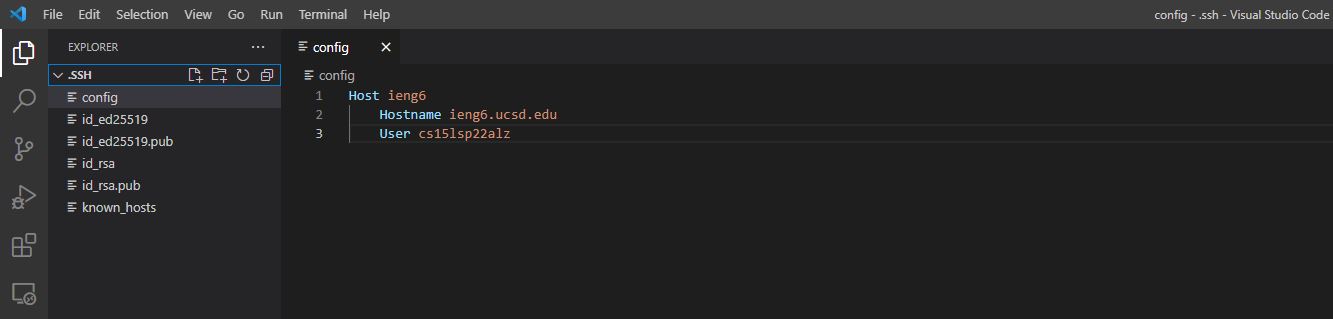 File Edit Selection View Go Run Terminal Help
config - .ssh - Visual Studio Code
EXPLORER
.SSH
config
id_ed25519
id_ed25519.pub
id_rsa
id_rsa.pub
known_hosts
config
config
1 Host ieng6
2 Hostname ieng6.ucsd.edu
3 User cs15lsp22alz